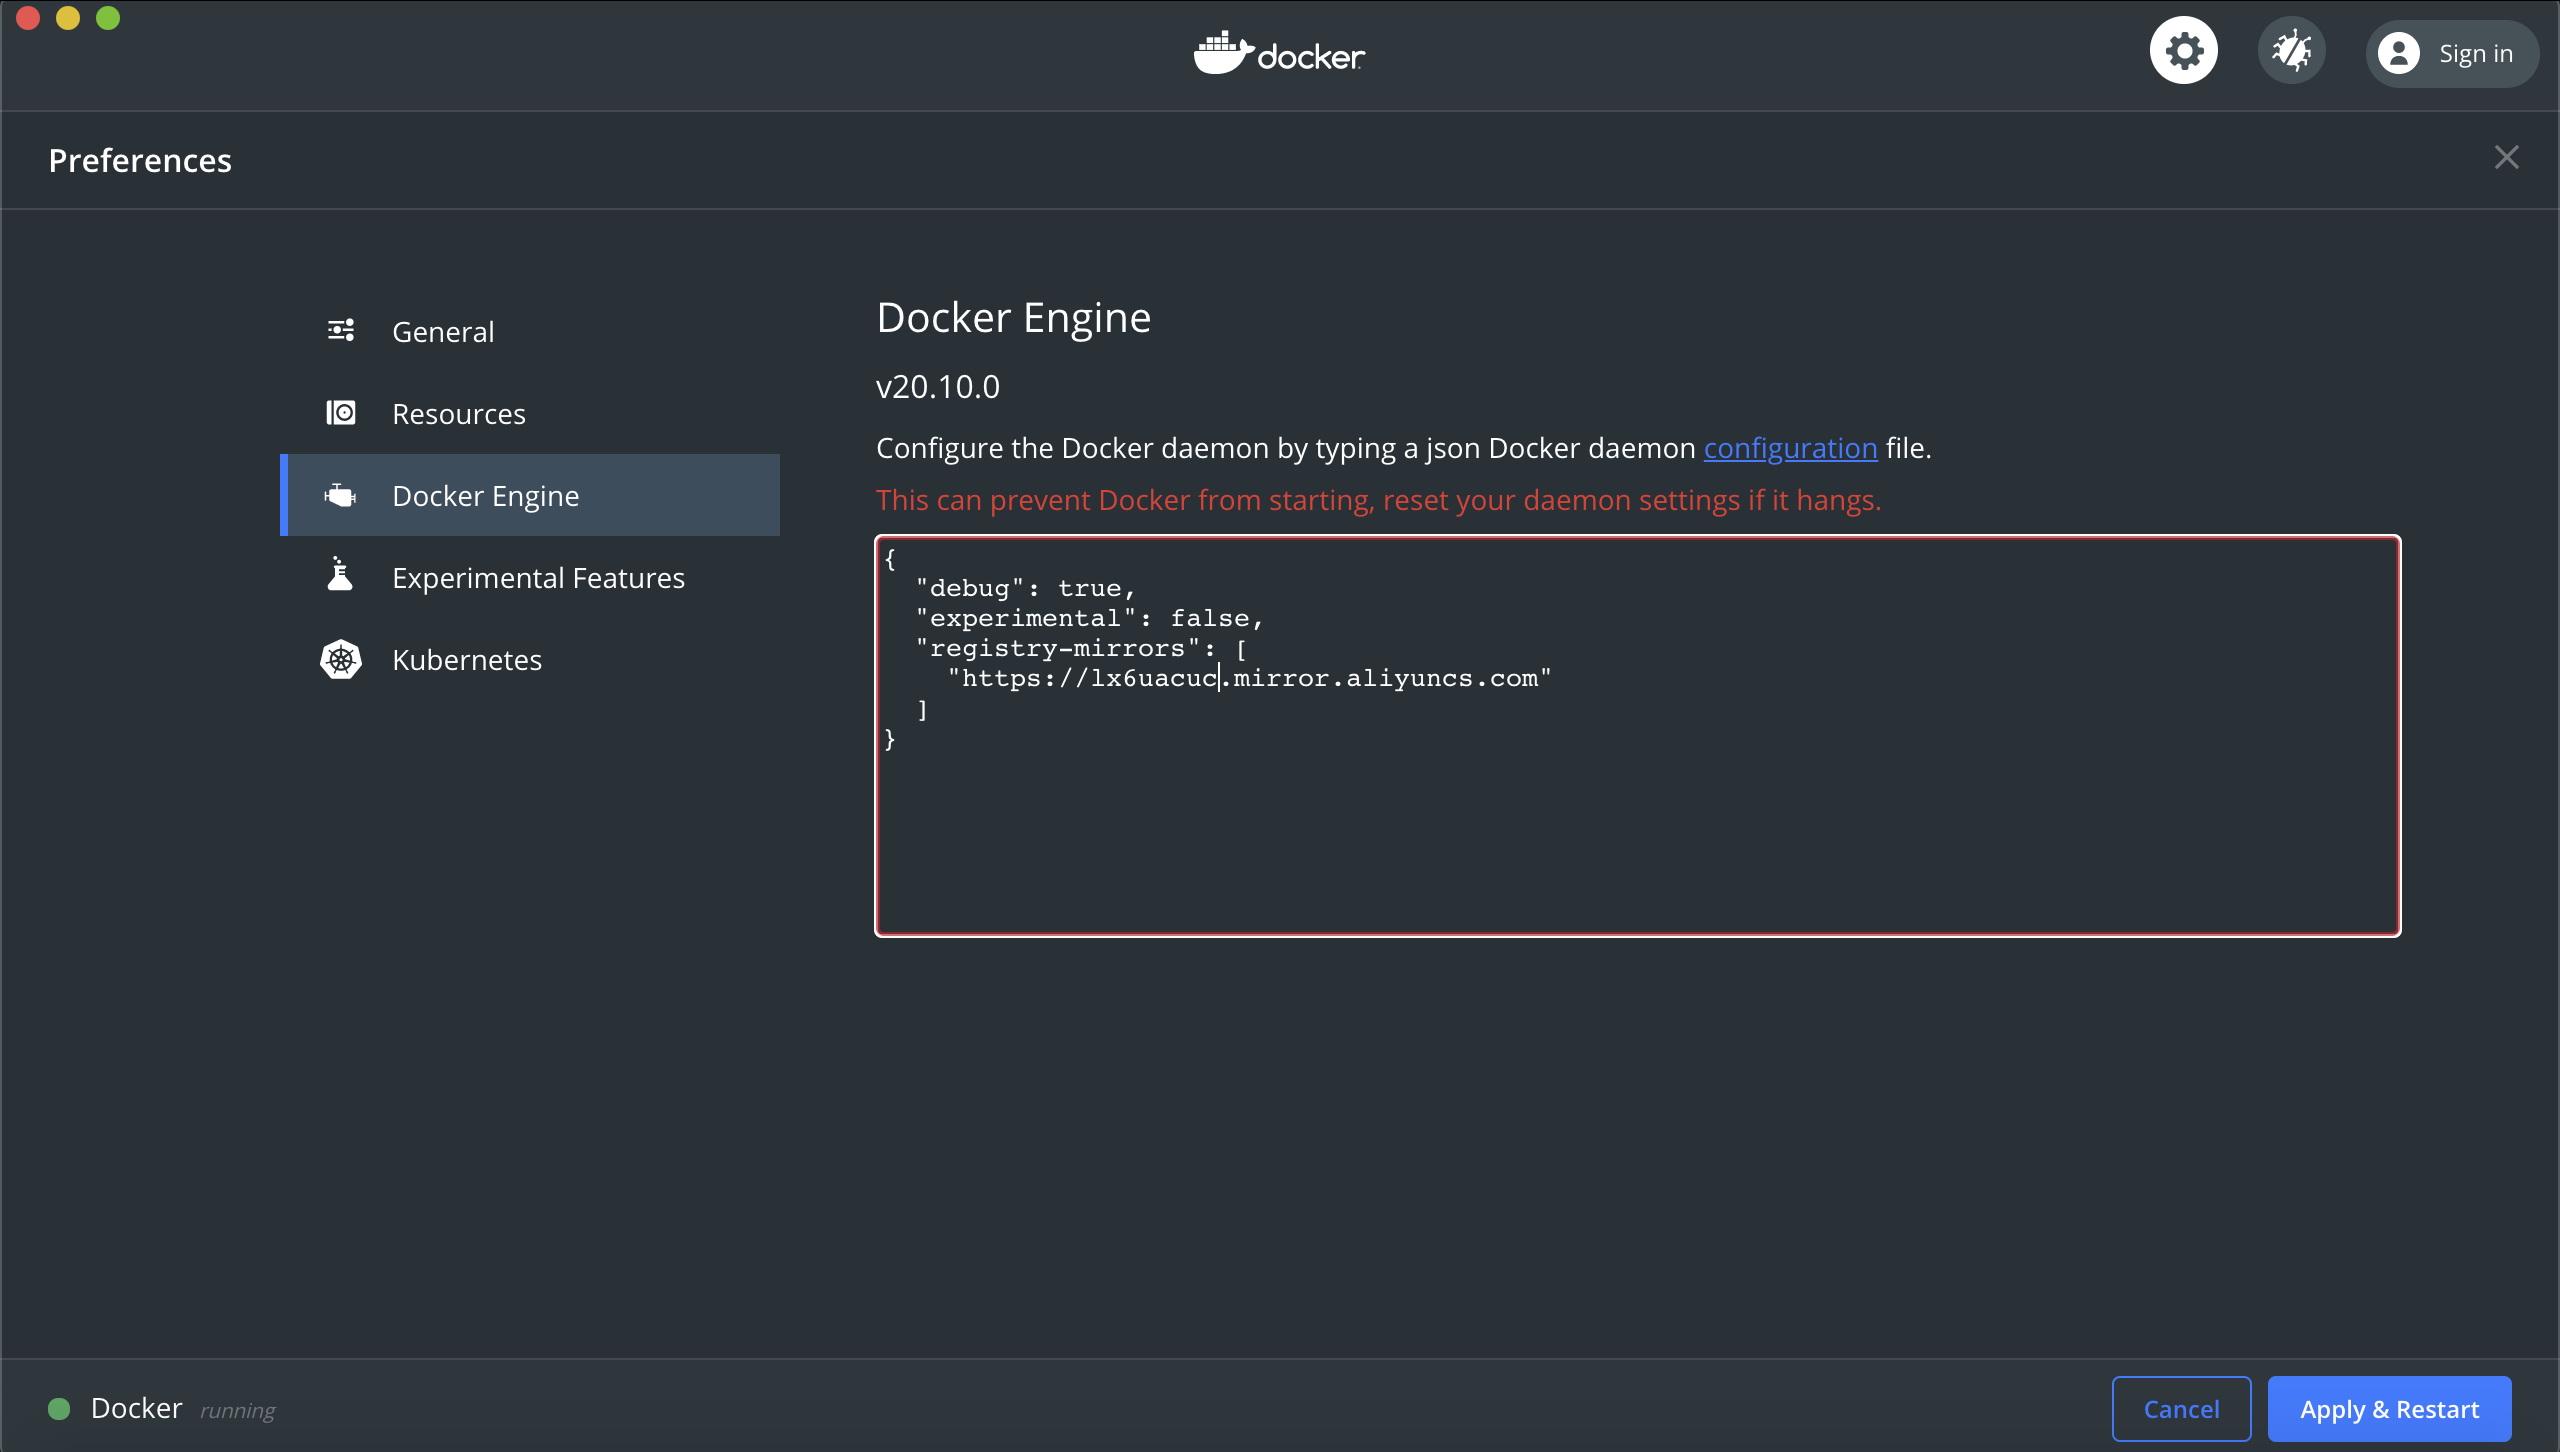 docker
Sign in
Preferences
General
Resources
Docker Engine
Experimental Features
Kubernetes
Docker Engine
v20.10.0
Configure the Docker daemon by typing a json Docker daemon configuration file.
This can prevent Docker from starting, reset your daemon settings if it hangs.
{
  "debug": true,
  "experimental": false,
  "registry-mirrors": [
    "https://lx6uacuc.mirror.aliyuncs.com"
  ]
}
Docker running
Cancel
Apply & Restart